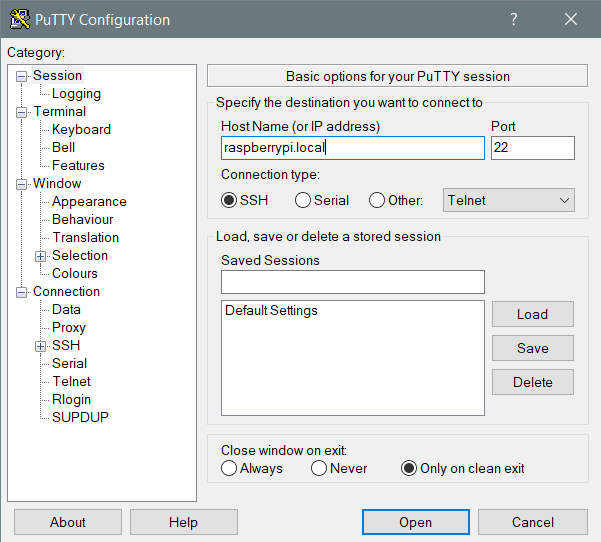 PuTTY Configuration
?
Category:
Session
Logging
Terminal
Keyboard
Bell
Features
Window
Appearance
Behaviour
Translation
Selection
Colours
Connection
Data
Proxy
SSH
Serial
Telnet
Rlogin
SUPDUP
Basic options for your PuTTY session
Specify the destination you want to connect to
Host Name (or IP address) Port
raspberrypi.local 22
Connection type:
SSH Serial Other: Telnet
Load, save or delete a stored session
Saved Sessions
Default Settings
Load
Save
Delete
Close window on exit:
Always Never Only on clean exit
About Help Open Cancel